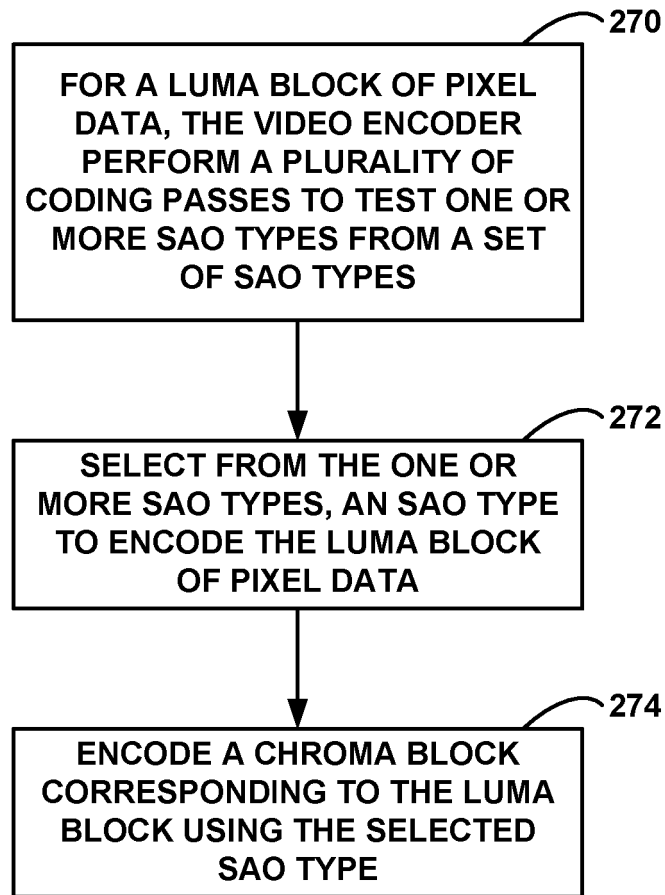 270
FOR A LUMA BLOCK OF PIXEL
DATA, THE VIDEO ENCODER
PERFORM A PLURALITY OF
CODING PASSES TO TEST ONE OR
MORE SAO TYPES FROM A SET
OF SAO TYPES
272
SELECT FROM THE ONE OR
MORE SAO TYPES, AN SAO TYPE
TO ENCODE THE LUMA BLOCK
OF PIXEL DATA
274
ENCODE A CHROMA BLOCK
CORRESPONDING TO THE LUMA
BLOCK USING THE SELECTED
SAO TYPE